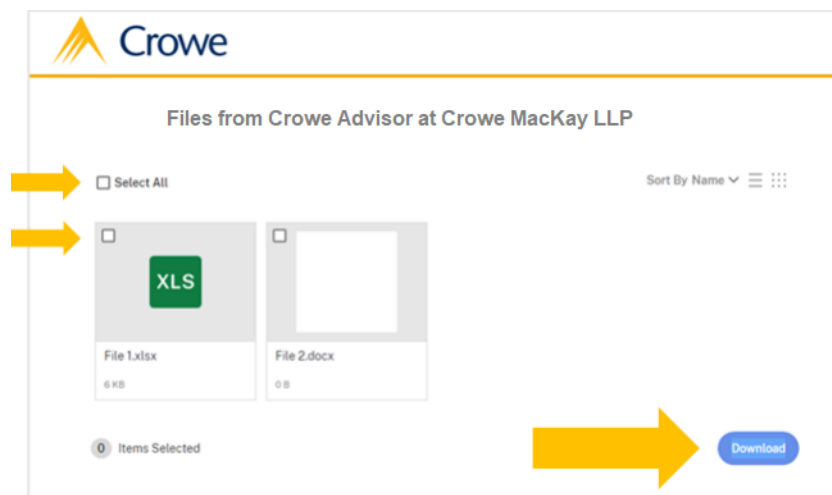 Crowe
Files from Crowe Advisor at Crowe MacKay LLP
Select All
Sort By Name
XLS
File 1.xlsx
File 2.docx
6 KB
0 B
0 Items Selected
Download